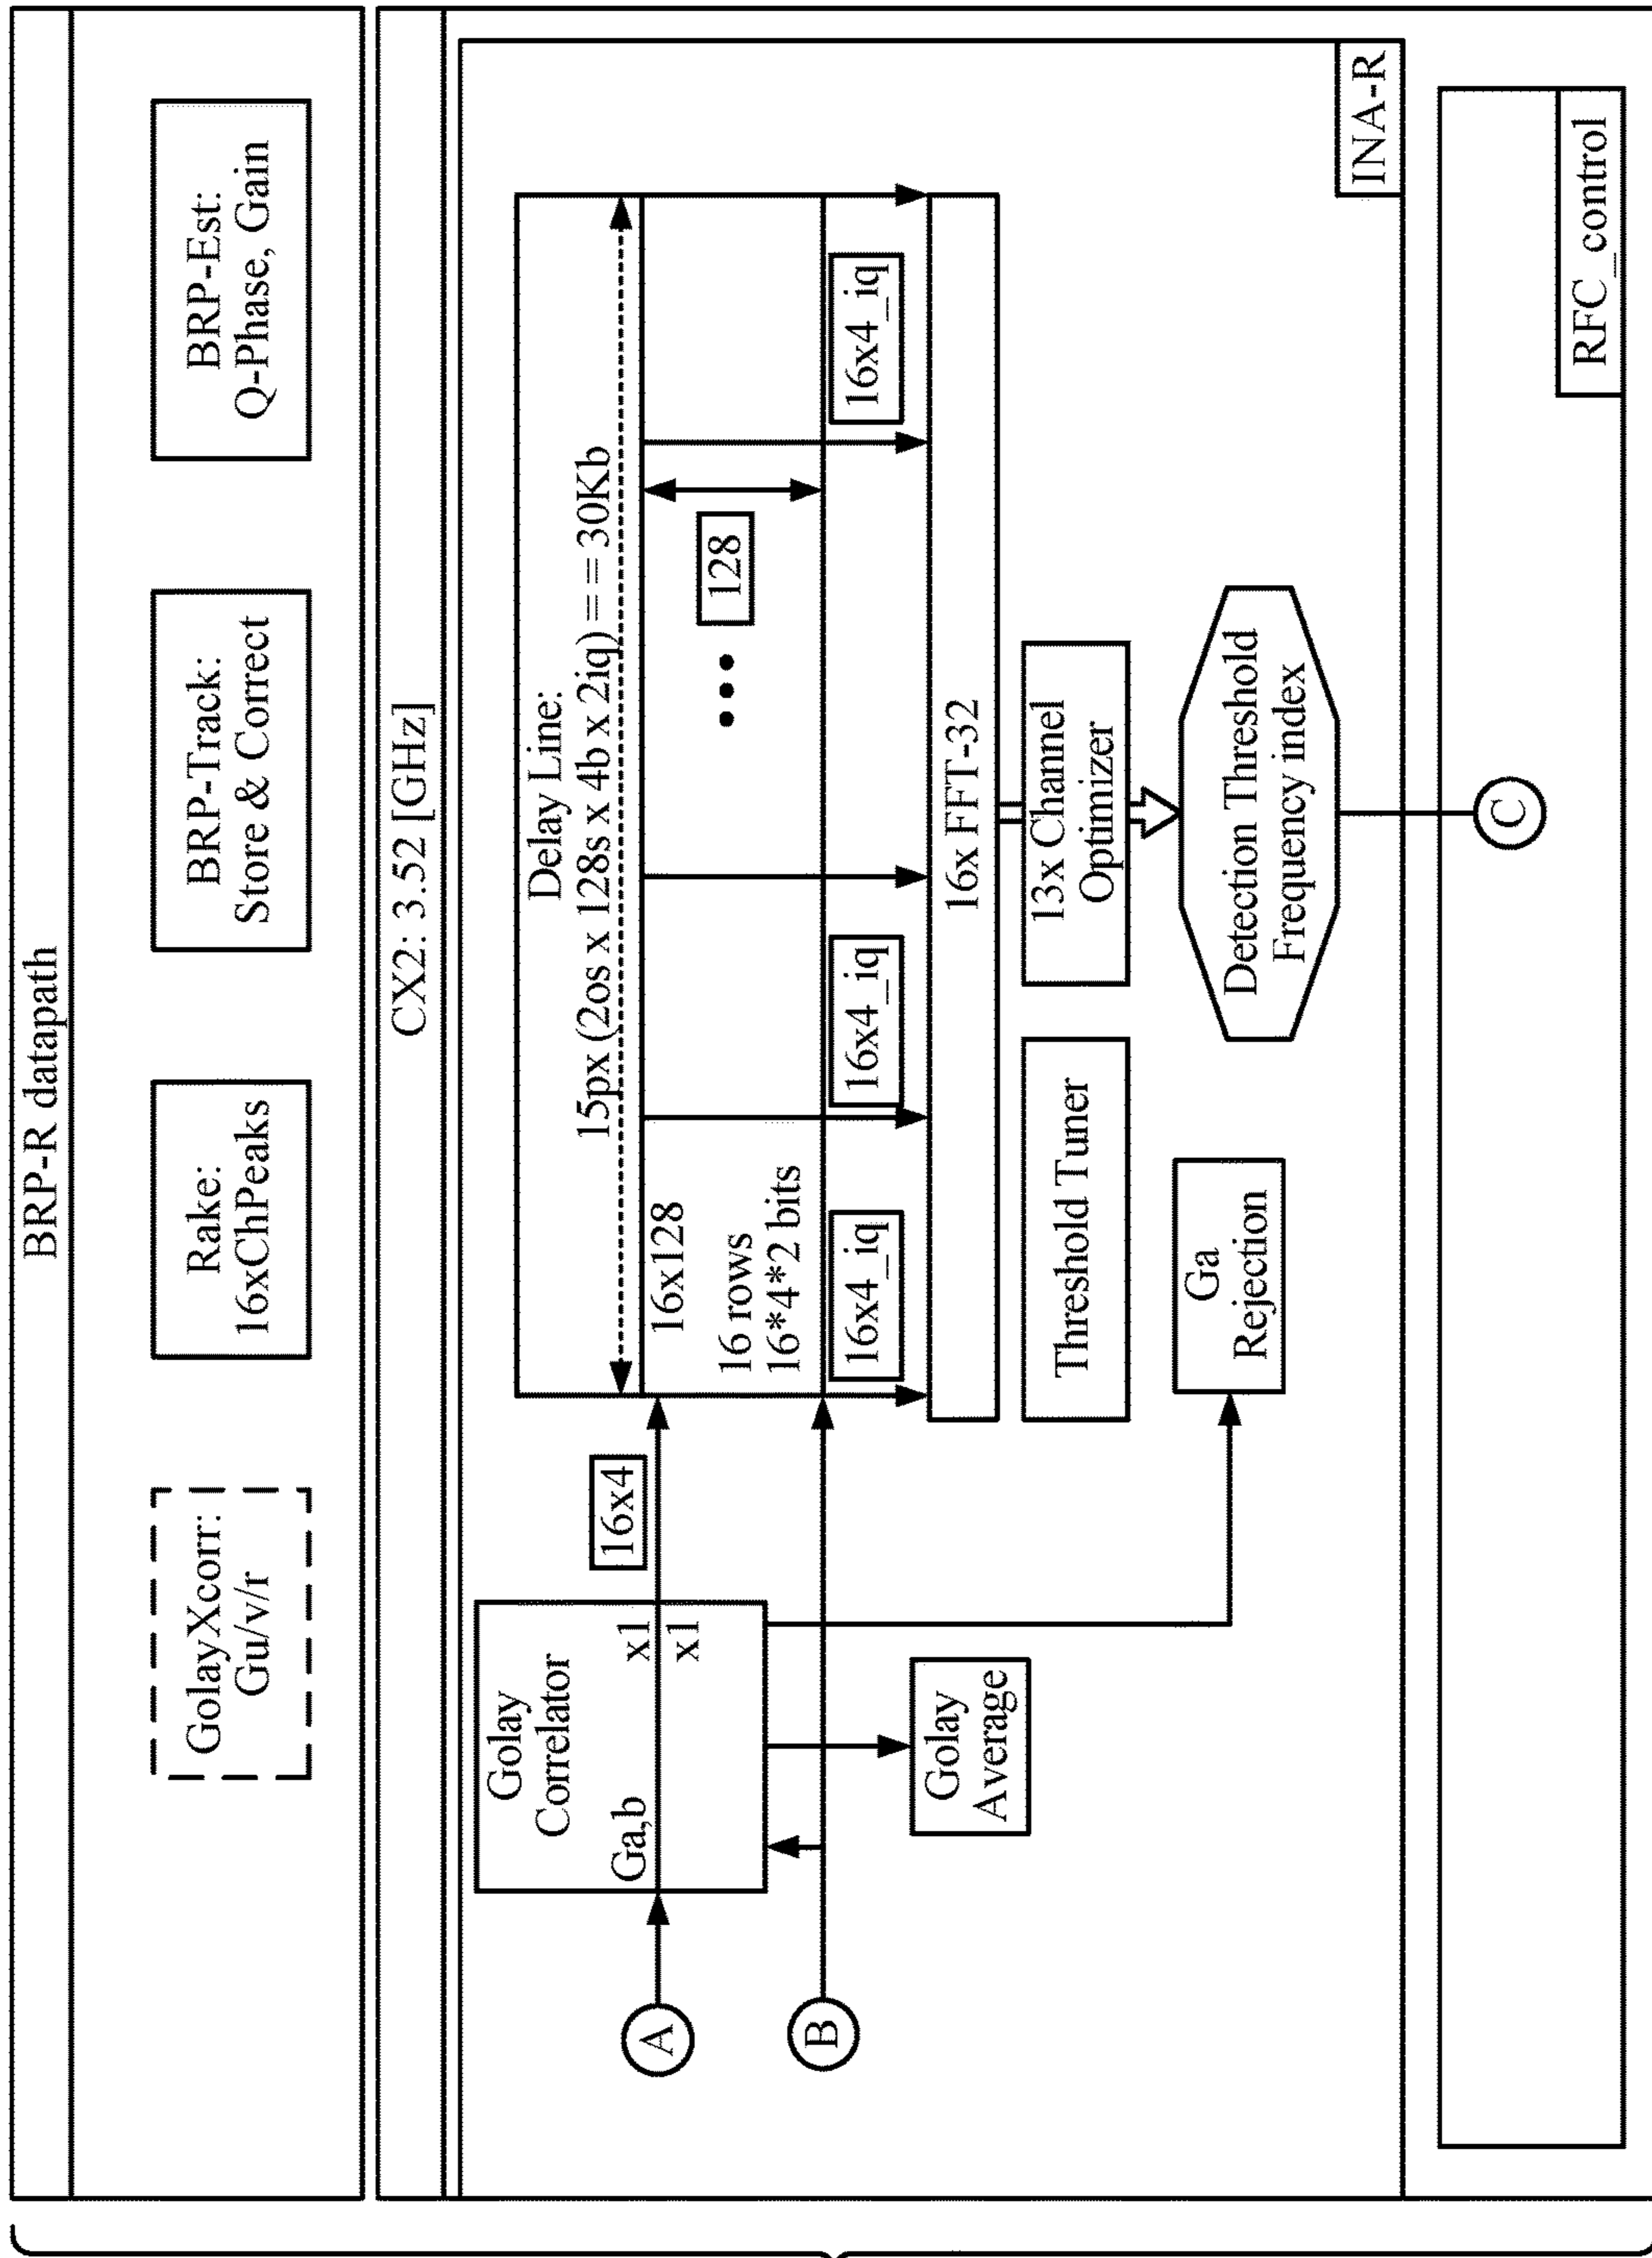 BRP-R datapath
GolayXcorr:
Gu/v/r
Rake:
16xChPeaks
BRP-Track:
Store & Correct
BRP-Est:
Q-Phase, Gain
CX2: 3.52 [GHz]
Golay
Correlator
Ga,b
x1
x1
16x4
Delay Line:
15px (2os x 128s x 4b x 2iq) = = 30Kb
16x128
16 rows
16*4*2 bits
128
16x4_iq
16x4_iq
16x4_iq
16x FFT-32
A
B
Golay
Average
Threshold Tuner
13x Channel
Optimizer
Ga
Rejection
Detection Threshold
Frequency index
INA-R
C
RFC_control